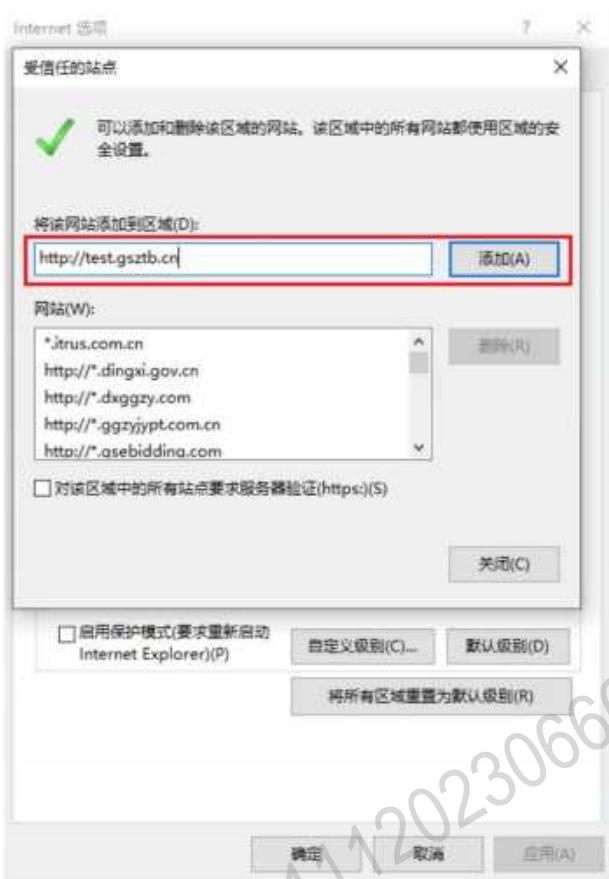 Internet 选项
?
×
受信任的站点
×
可以添加和删除该区域的网站。该区域中的所有网站都使用区域的安
全设置。
将该网站添加到区域(D):
http://test.gsztb.cn
添加(A)
网站(W):
*.itrus.com.cn
删除(R)
http://*.dingxi.gov.cn
http://*.dxggzy.com
http://*.ggzyjypt.com.cn
http://*.gsebidding.com
对该区域中的所有站点要求服务器验证(https:)(S)
关闭(C)
启用保护模式(要求重新启动
Internet Explorer)(P)
自定义级别(C)...
默认级别(D)
将所有区域重置为默认级别(R)
确定
取消
应用(A)